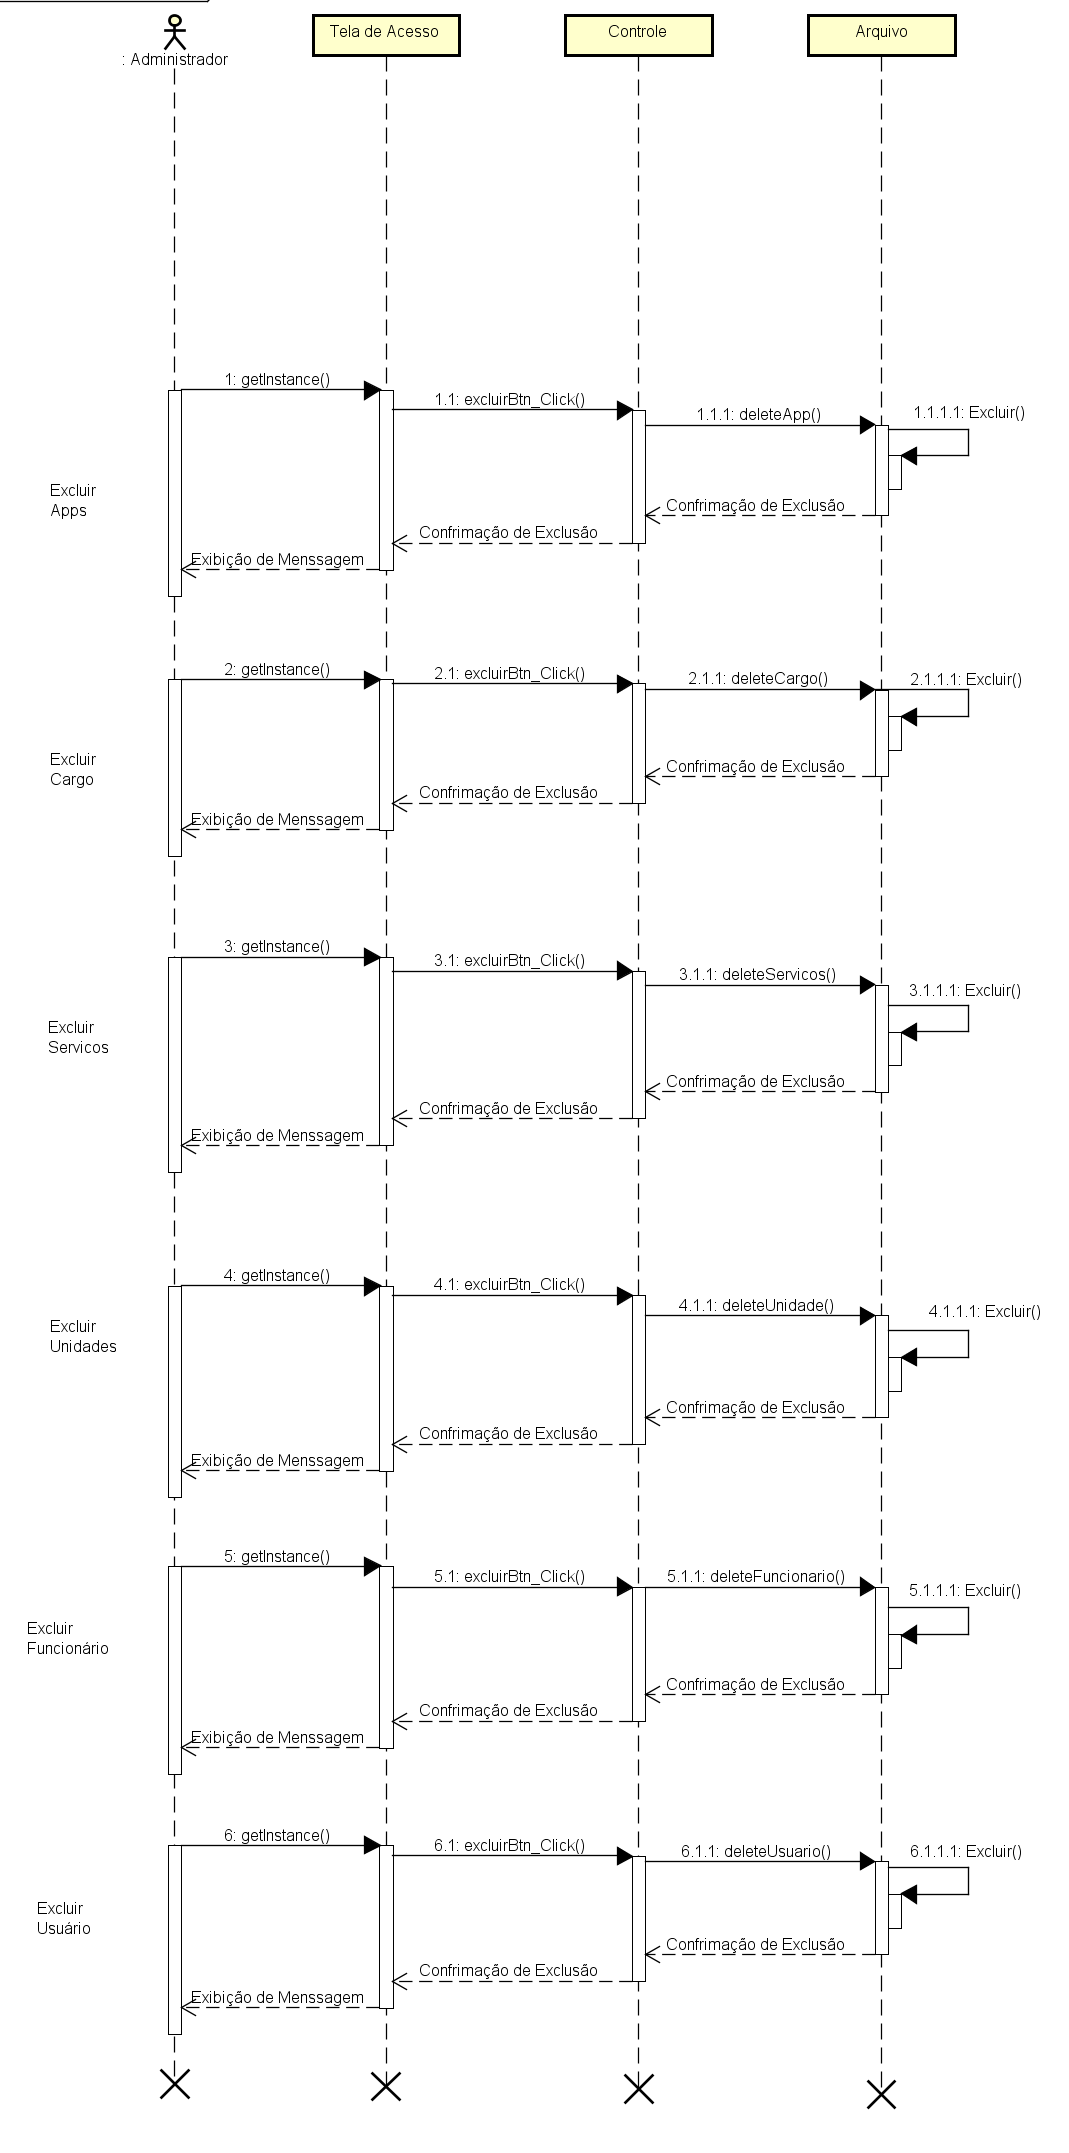 : Administrador
Tela de Acesso
Controle
Arquivo
1: getInstance()
1.1: excluirBtn_Click()
1.1.1: deleteApp()
1.1.1.1: Excluir()
Excluir
Apps
Confrimação de Exclusão
Confrimação de Exclusão
Exibição de Menssagem
2: getInstance()
2.1: excluirBtn_Click()
2.1.1: deleteCargo()
2.1.1.1: Excluir()
Excluir
Cargo
Confrimação de Exclusão
Confrimação de Exclusão
Exibição de Menssagem
3: getInstance()
3.1: excluirBtn_Click()
3.1.1: deleteServicos()
3.1.1.1: Excluir()
Excluir
Servicos
Confrimação de Exclusão
Confrimação de Exclusão
Exibição de Menssagem
4: getInstance()
4.1: excluirBtn_Click()
4.1.1: deleteUnidade()
4.1.1.1: Excluir()
Excluir
Unidades
Confrimação de Exclusão
Confrimação de Exclusão
Exibição de Menssagem
5: getInstance()
5.1: excluirBtn_Click()
5.1.1: deleteFuncionario()
5.1.1.1: Excluir()
Excluir
Funcionário
Confrimação de Exclusão
Confrimação de Exclusão
Exibição de Menssagem
6: getInstance()
6.1: excluirBtn_Click()
6.1.1: deleteUsuario()
6.1.1.1: Excluir()
Excluir
Usuário
Confrimação de Exclusão
Confrimação de Exclusão
Exibição de Menssagem